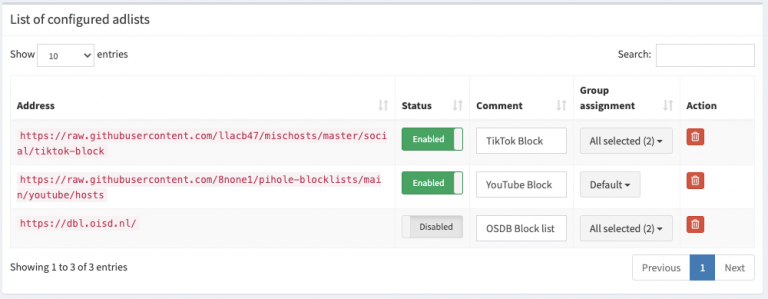 List of configured adlists
Show 10 entries Search:
Address Status Comment Group assignment Action
https://raw.githubusercontent.com/llacb47/mischosts/master/soci
al/tiktok-block
Enabled TikTok Block All selected (2)
https://raw.githubusercontent.com/8none1/pihole-blocklists/mai
n/youtube/hosts
Enabled YouTube Block Default
https://dbl.oisd.nl/ Disabled OSDB Block list All selected (2)
Showing 1 to 3 of 3 entries Previous 1 Next